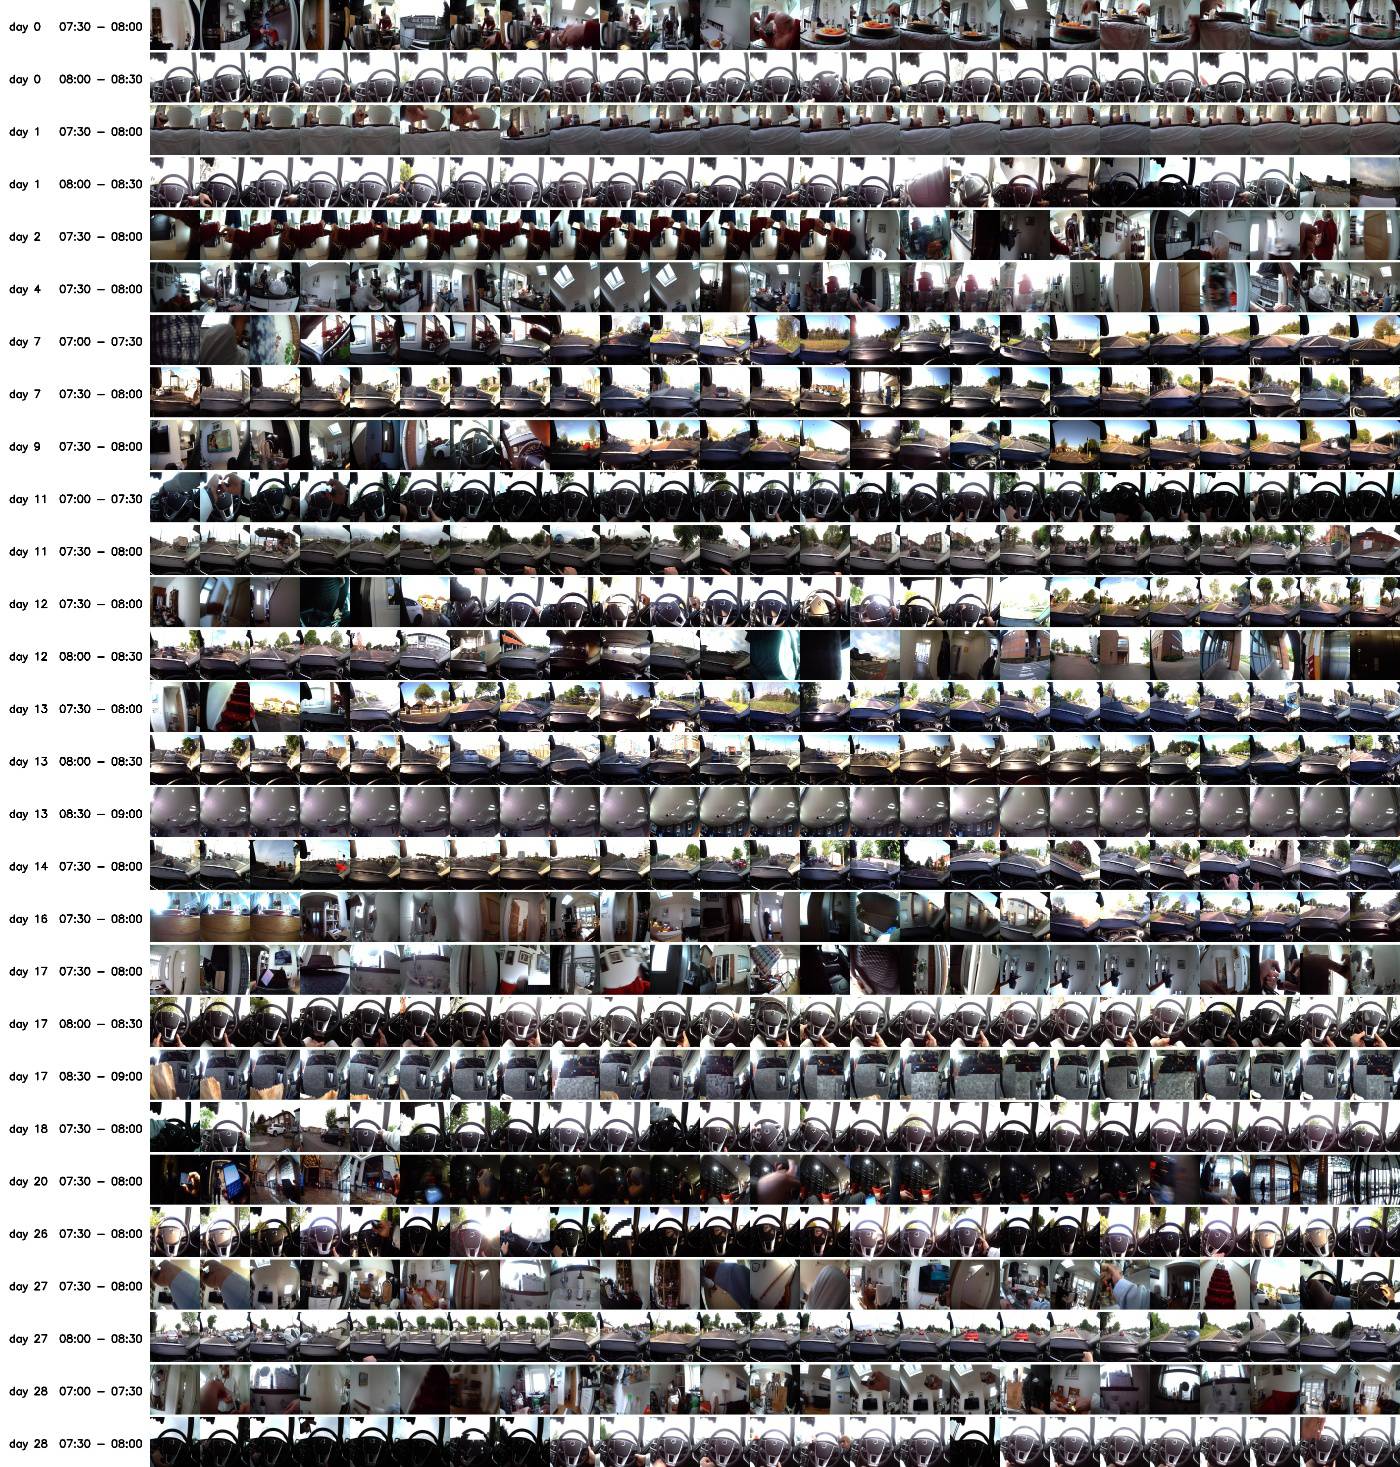 day 0 07:30 – 08:00
day 0 08:00 – 08:30
day 1 07:30 – 08:00
day 1 08:00 – 08:30
day 2 07:30 – 08:00
day 4 07:30 – 08:00
day 7 07:00 – 07:30
day 7 07:30 – 08:00
day 9 07:30 – 08:00
day 11 07:00 – 07:30
day 11 07:30 – 08:00
day 12 07:30 – 08:00
day 12 08:00 – 08:30
day 13 07:30 – 08:00
day 13 08:00 – 08:30
day 13 08:30 – 09:00
day 14 07:30 – 08:00
day 16 07:30 – 08:00
day 17 07:30 – 08:00
day 17 08:00 – 08:30
day 17 08:30 – 09:00
day 18 07:30 – 08:00
day 20 07:30 – 08:00
day 26 07:30 – 08:00
day 27 07:30 – 08:00
day 27 08:00 – 08:30
day 28 07:00 – 07:30
day 28 07:30 – 08:00